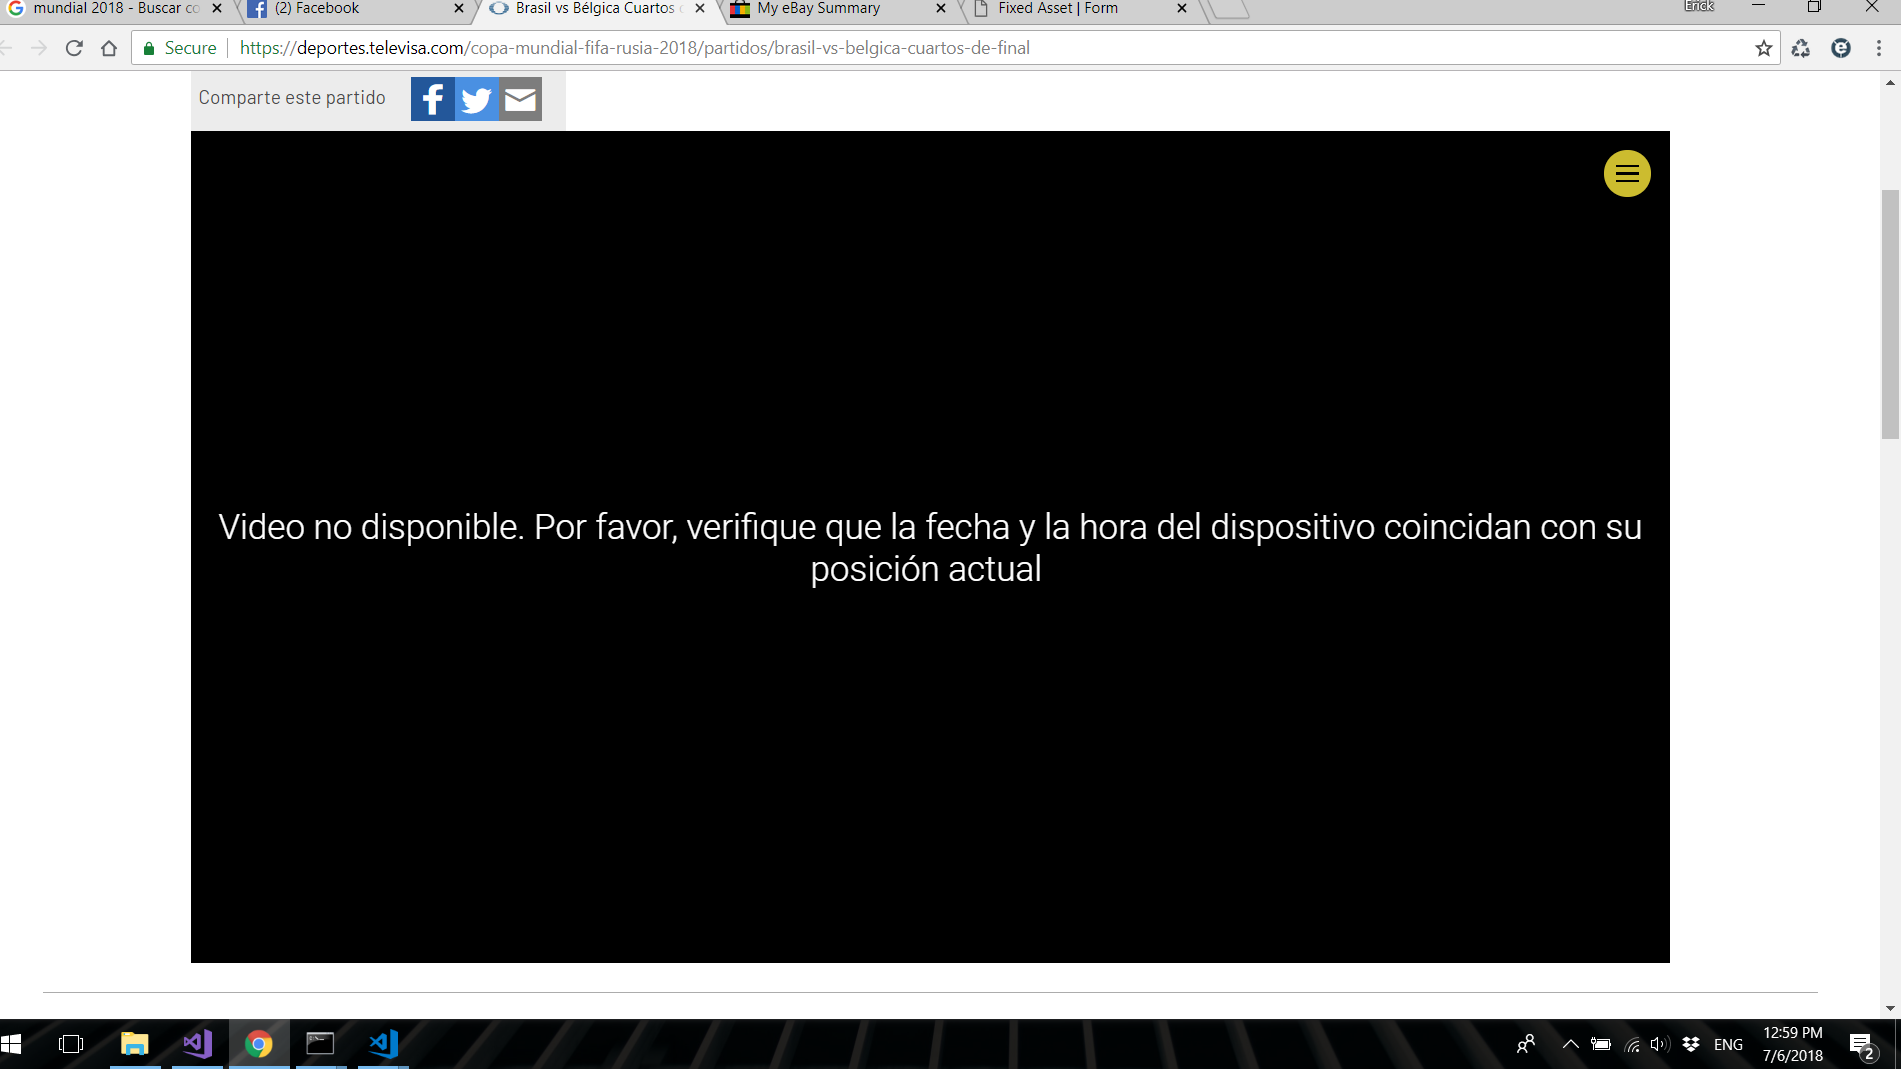 mundial 2018 - Buscar co
(2) Facebook
Brasil vs Bélgica Cuartos
My eBay Summary
Fixed Asset | Form
Erick
Secure
https://deportes.televisa.com/copa-mundial-fifa-rusia-2018/partidos/brasil-vs-belgica-cuartos-de-final
Comparte este partido
Video no disponible. Por favor, verifique que la fecha y la hora del dispositivo coincidan con su
posición actual
ENG
12:59 PM
7/6/2018
2